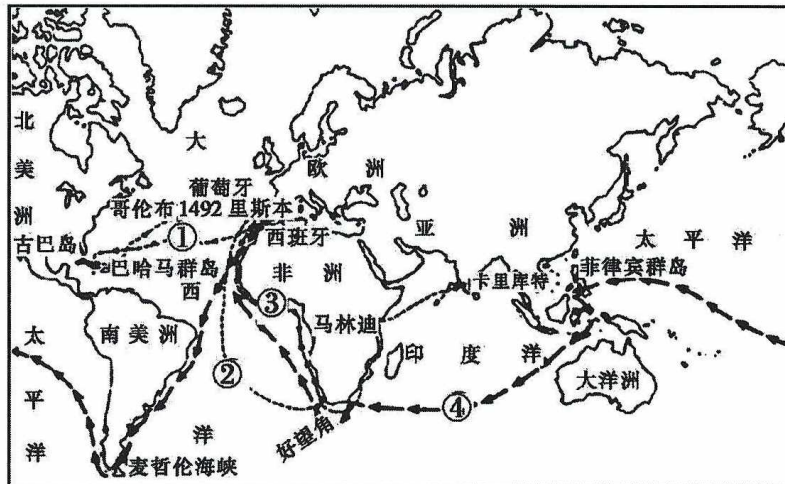 北美洲
大
欧洲
葡萄牙
哥伦布1492里斯本
古巴岛
①
西班牙
亚洲
太平洋
巴哈马群岛
西
非洲
卡里库特
菲律宾群岛
③
马林迪
太平洋
南美洲
②
印度洋
大洋洲
④
洋
好望角
麦哲伦海峡